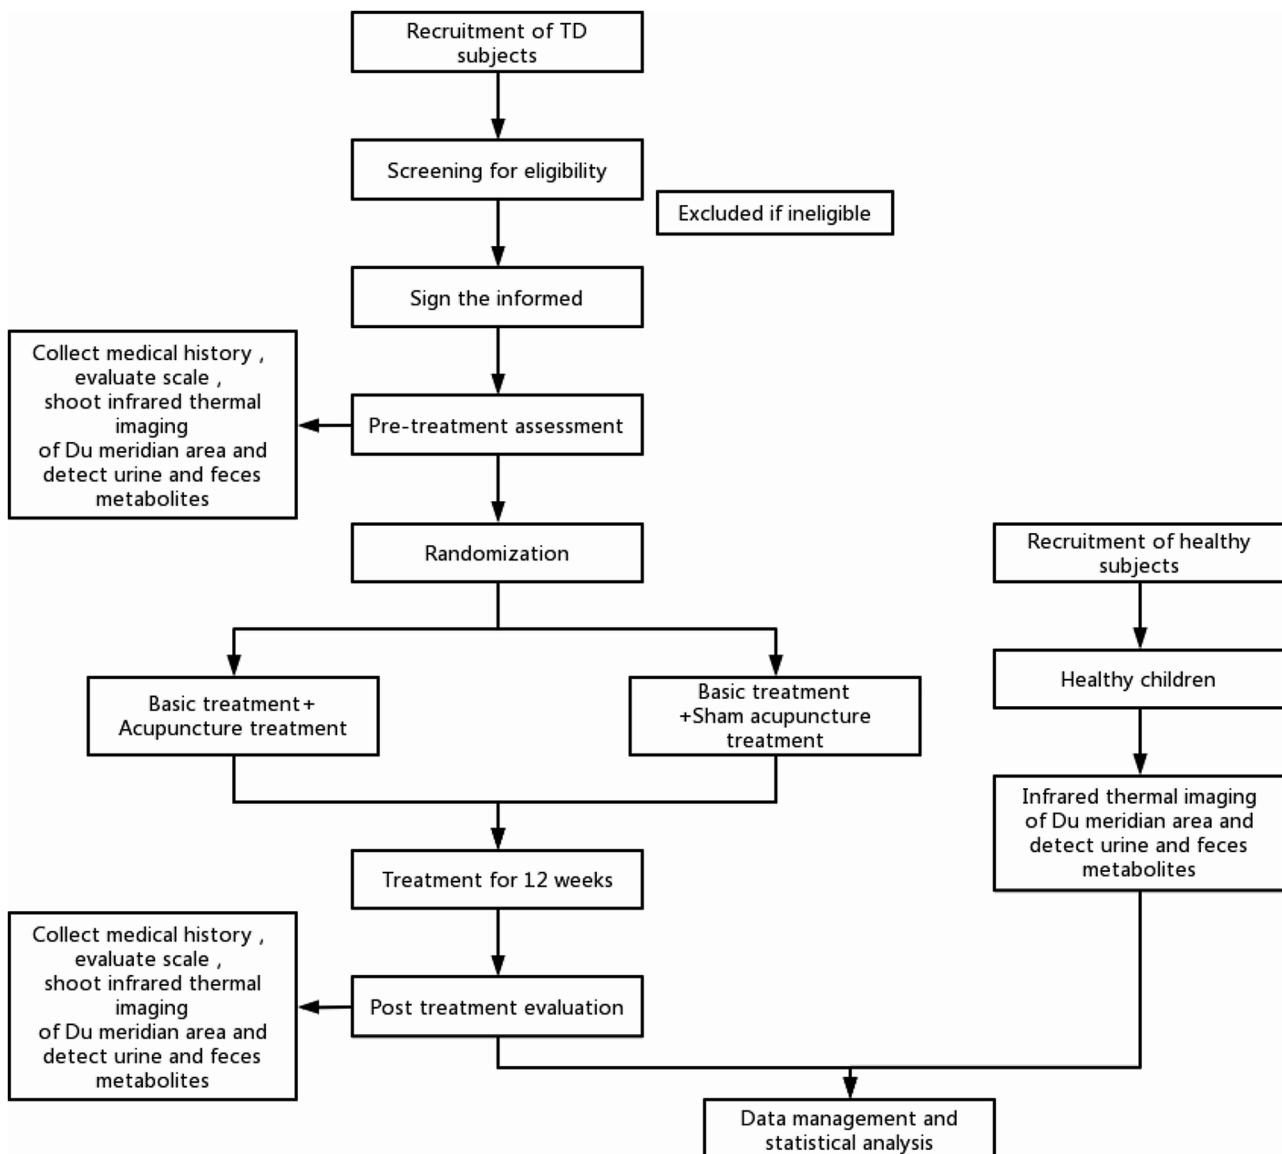 Recruitment of TD
subjects
Screening for eligibility
Excluded if ineligible
Sign the informed
Collect medical history ,
evaluate scale ,
shoot infrared thermal
imaging
of Du meridian area and
detect urine and feces
metabolites
Pre-treatment assessment
Randomization
Recruitment of healthy
subjects
Basic treatment+
Acupuncture treatment
Basic treatment
+Sham acupuncture
treatment
Healthy children
Infrared thermal imaging
of Du meridian area and
detect urine and feces
metabolites
Treatment for 12 weeks
Collect medical history ,
evaluate scale ,
shoot infrared thermal
imaging
of Du meridian area and
detect urine and feces
metabolites
Post treatment evaluation
Data management and
statistical analysis